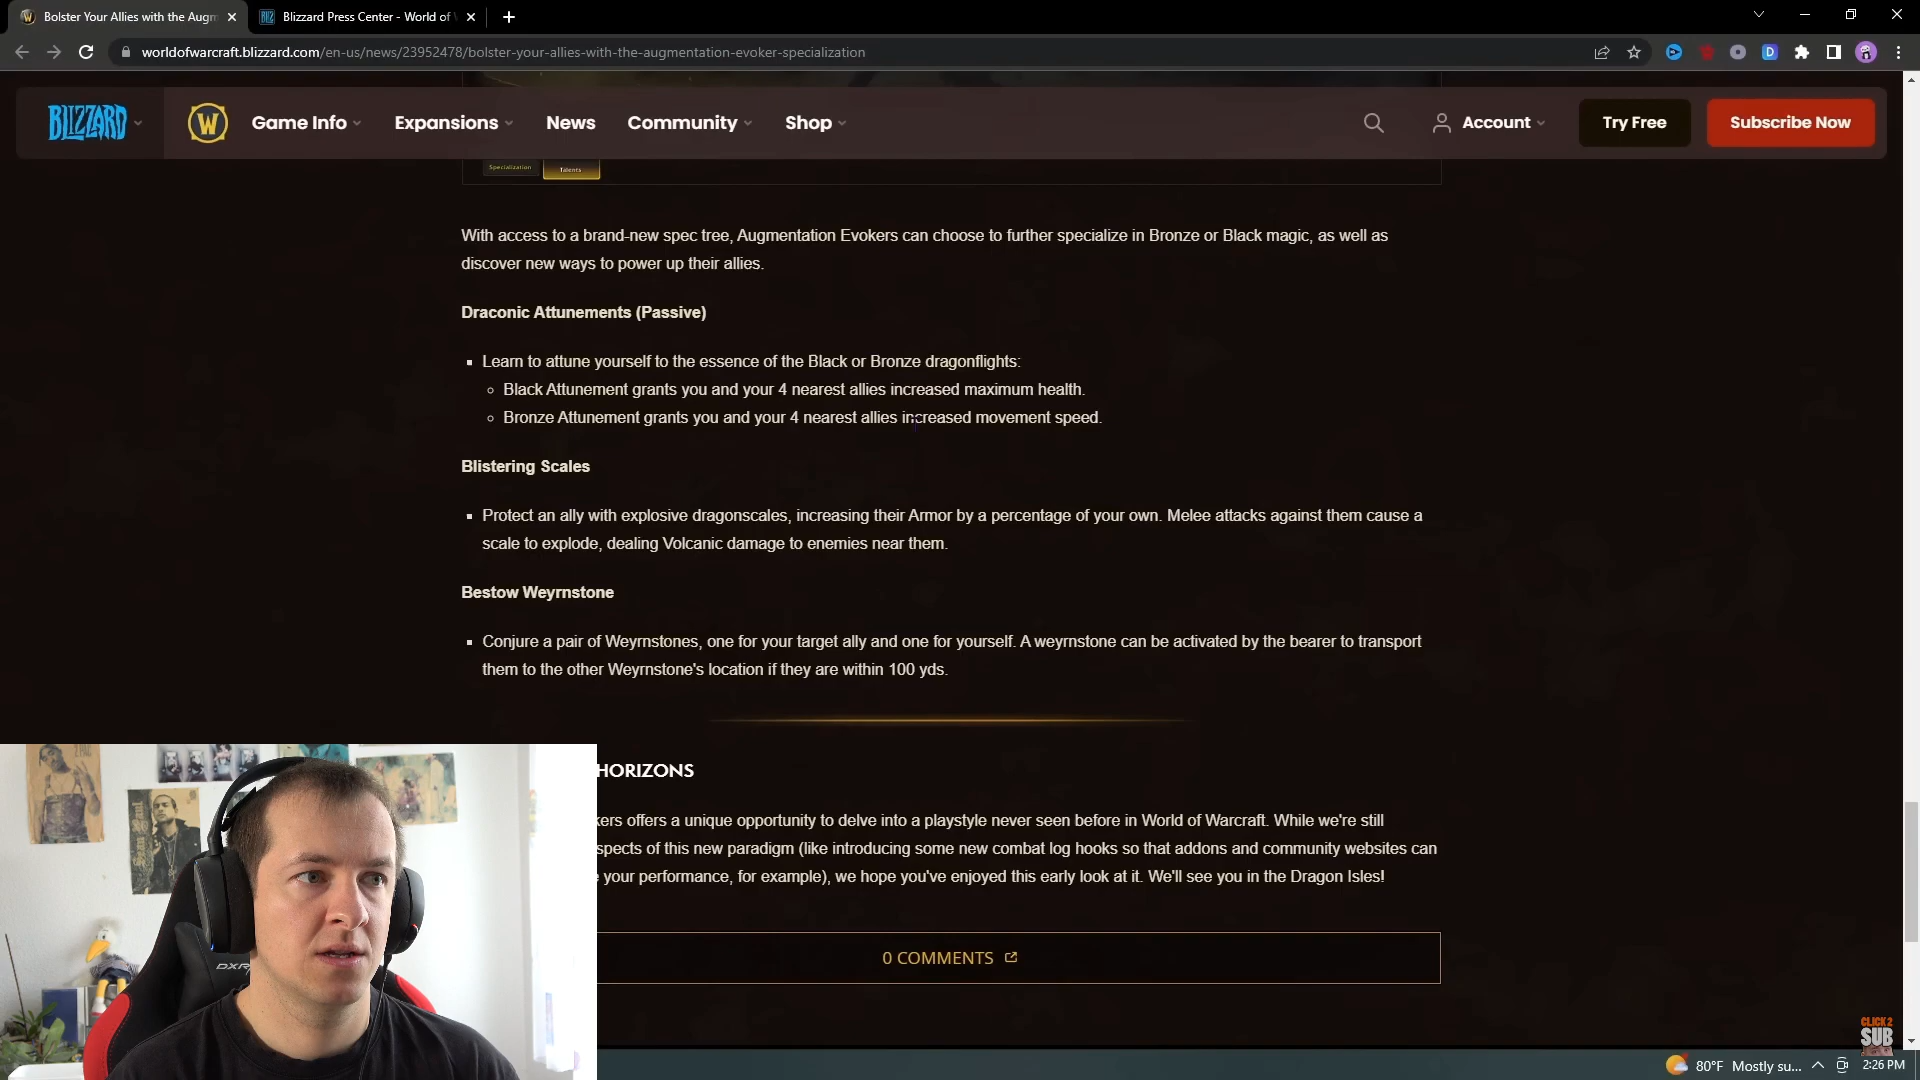 Bolster Your Allies with the Augm
Blizzard Press Center - World of
worldofwarcraft.blizzard.com/en-us/news/23952478/bolster-your-allies-with-the-augmentation-evoker-specialization
BLIZZARD
W
Game Info
Expansions
News
Community
Shop
Account
Try Free
Subscribe Now
Specialization
Talents
With access to a brand-new spec tree, Augmentation Evokers can choose to further specialize in Bronze or Black magic, as well as
discover new ways to power up their allies.
Draconic Attunements (Passive)
Learn to attune yourself to the essence of the Black or Bronze dragonflights:
Black Attunement grants you and your 4 nearest allies increased maximum health.
Bronze Attunement grants you and your 4 nearest allies increased movement speed.
Blistering Scales
Protect an ally with explosive dragonscales, increasing their Armor by a percentage of your own. Melee attacks against them cause a
scale to explode, dealing Volcanic damage to enemies near them.
Bestow Weyrnstone
Conjure a pair of Weyrnstones, one for your target ally and one for yourself. A weyrnstone can be activated by the bearer to transport
them to the other Weyrnstone's location if they are within 100 yds.
HORIZONS
kers offers a unique opportunity to delve into a playstyle never seen before in World of Warcraft. While we're still
spects of this new paradigm (like introducing some new combat log hooks so that addons and community websites can
e your performance, for example), we hope you've enjoyed this early look at it. We'll see you in the Dragon Isles!
0 COMMENTS
DXR
CLICK 2
SUB
80°F Mostly su...
2:26 PM